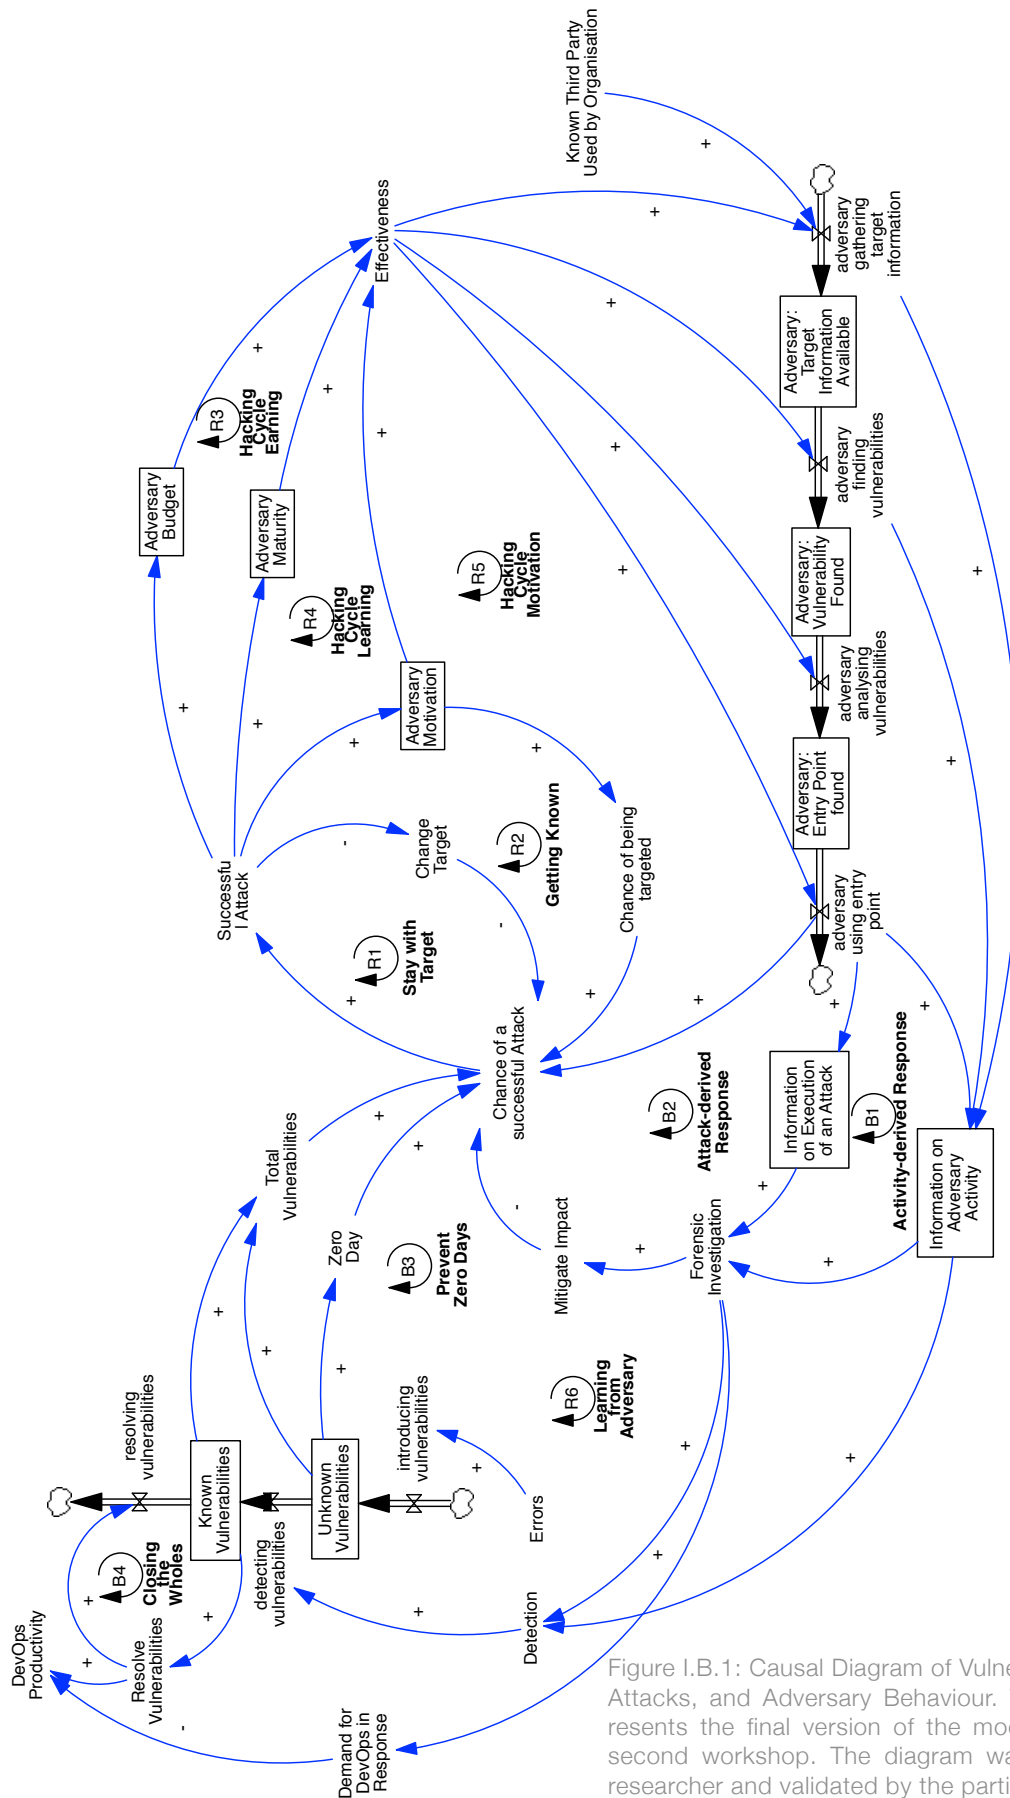 DevOps
Productivity
Demand for
DevOps in
Response
Resolve
Vulnerabilities
B4
Closing
the
Wholes
resolving
vulnerabilities
Known
Vulnerabilities
detecting
vulnerabilities
Unknown
Vulnerabilities
introducing
vulnerabilities
Errors
Detection
Total
Vulnerabilities
Zero
Day
B3
Prevent
Zero Days
R6
Learning
from
Adversary
Mitigate Impact
Forensic
Investigation
Chance of a
successful Attack
B2
Attack-derived
Response
Information
on Execution
of an Attack
B1
Activity-derived Response
Information on
Adversary
Activity
Successfu
l Attack
R1
Stay with
Target
Change
Target
R2
Getting Known
Chance of being
targeted
Adversary
Budget
Adversary
Maturity
Adversary
Motivation
R3
Hacking
Cycle
Earning
R4
Hacking
Cycle
Learning
R5
Hacking
Cycle
Motivation
Effectiveness
Known Third Party
Used by Organisation
adversary
gathering
target
information
Adversary:
Target
Information
Available
adversary
finding
vulnerabilities
Adversary:
Vulnerability
Found
adversary
analysing
vulnerabilities
Adversary:
Entry Point
found
adversary
using entry
point
+
+
+
-
+
+
+
+
+
+
+
+
+
+
+
+
+
-
+
+
+
+
+
+
+
-
-
+
+
+
+
+
+
+
+
+
+
+
+
+
Figure I.B.1: Causal Diagram of Vulne
Attacks, and Adversary Behaviour.
resents the final version of the mod
second workshop. The diagram wa
researcher and validated by the parti